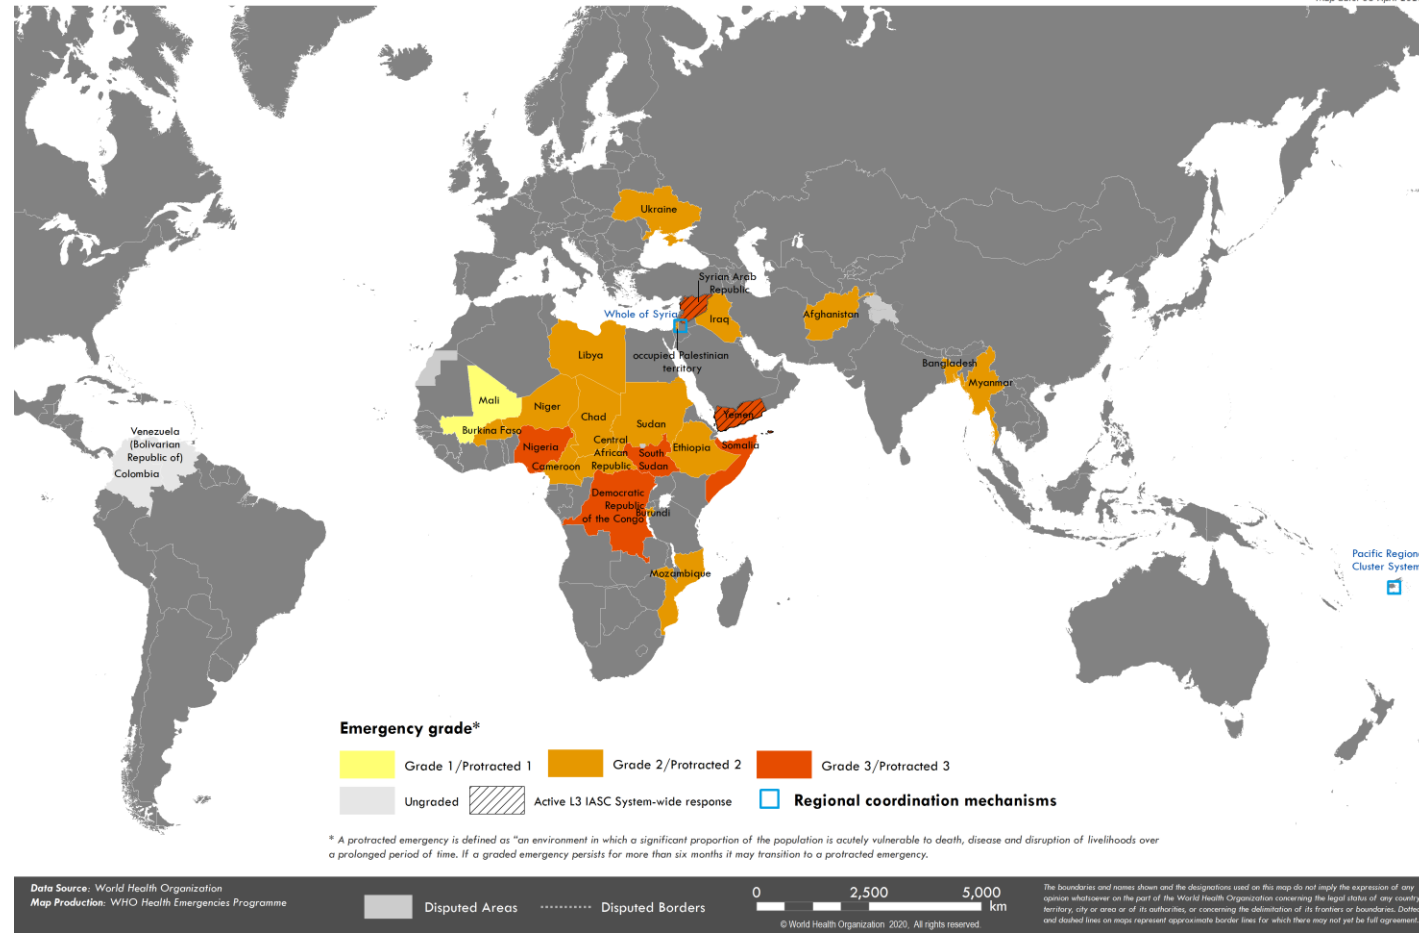 Ukraine
Syrian Arab
Republic
Whole of Syria
Iraq
Afghanistan
Libya
occupied Palestinian
territory
Bangladesh
Myanmar
Mali
Niger
Chad
Sudan
Yemen
Burkina Faso
Venezuela
(Bolivarian
Republic of)
Colombia
Nigeria
Central
African
Republic
South
Sudan
Ethiopia
Somalia
Cameroon
Democratic
Republic
of the Congo
Burundi
Mozambique
Pacific Regional
Cluster System
Emergency grade*
Grade 1/Protracted 1
Grade 2/Protracted 2
Grade 3/Protracted 3
Ungraded
Active L3 IASC System-wide response
Regional coordination mechanisms
* A protracted emergency is defined as "an environment in which a significant proportion of the population is acutely vulnerable to death, disease and disruption of livelihoods over
a prolonged period of time. If a graded emergency persists for more than six months it may transition to a protracted emergency.
Data Source: World Health Organization
Map Production: WHO Health Emergencies Programme
Disputed Areas
Disputed Borders
0 2,500 5,000
km
© World Health Organization 2020, All rights reserved.
The boundaries and names shown and the designations used on this map do not imply the expression of any
opinion whatsoever on the part of the World Health Organization concerning the legal status of any country,
territory, city or area or of its authorities, or concerning the delimitation of its frontiers or boundaries. Dotted
and dashed lines on maps represent approximate border lines for which there may not yet be full agreement.